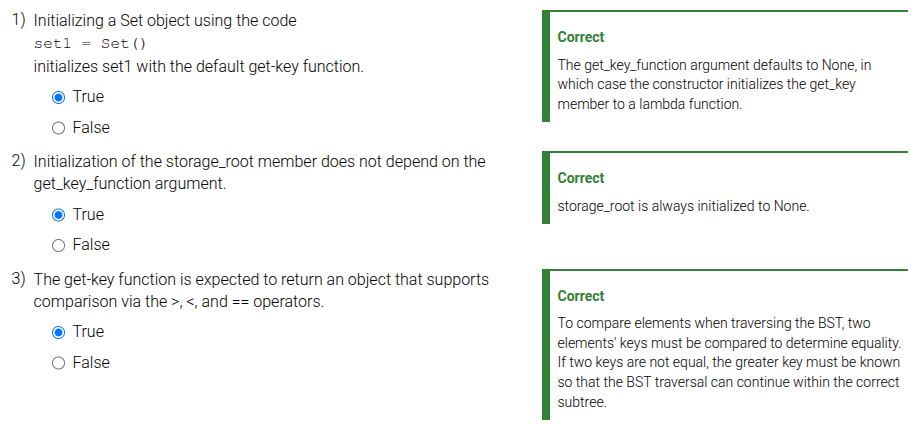 1) Initializing a Set object using the code
set1 = Set()
initializes set1 with the default get-key function.
True
False
Correct
The get_key_function argument defaults to None, in
which case the constructor initializes the get_key
member to a lambda function.
2) Initialization of the storage_root member does not depend on the
get_key_function argument.
True
False
Correct
storage_root is always initialized to None.
3) The get-key function is expected to return an object that supports
comparison via the >, <, and == operators.
True
False
Correct
To compare elements when traversing the BST, two
elements' keys must be compared to determine equality.
If two keys are not equal, the greater key must be known
so that the BST traversal can continue within the correct
subtree.